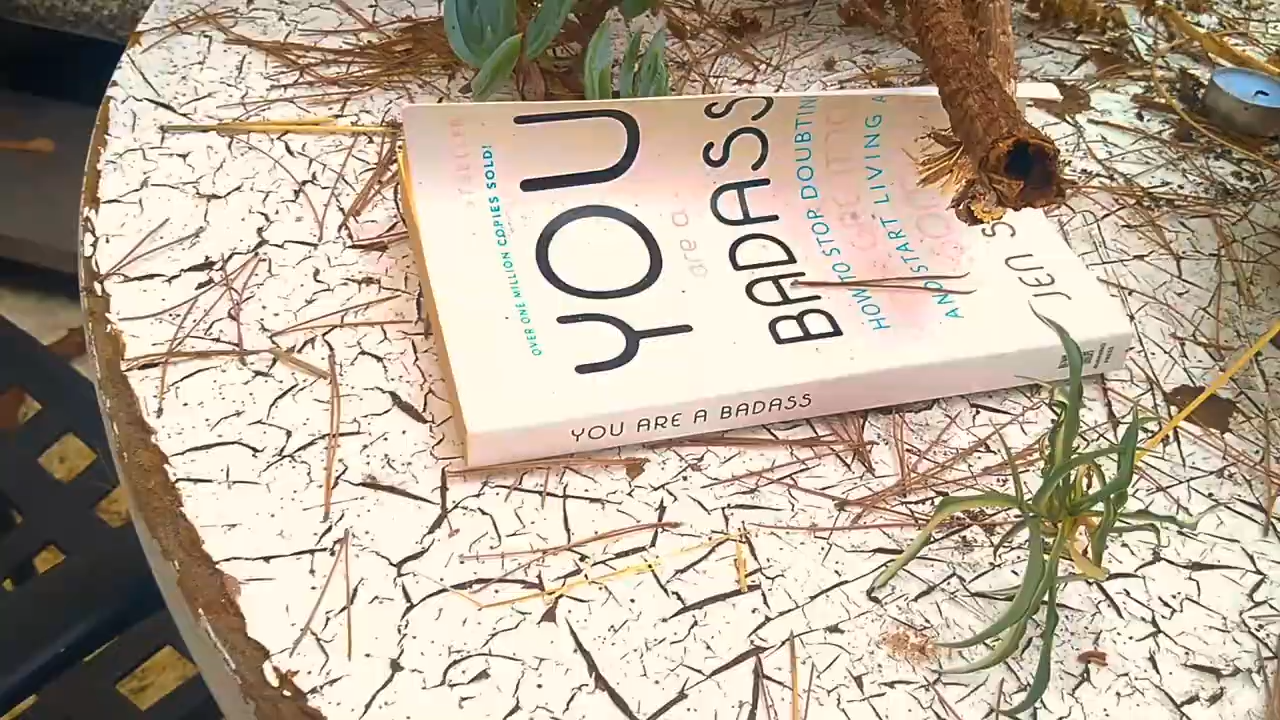 OVER ONE MILLION COPIES SOLD!
YOU
are a
BADASS
HOW TO STOP DOUBTING
AND START LIVING A
JEN S
YOU ARE A BADASS